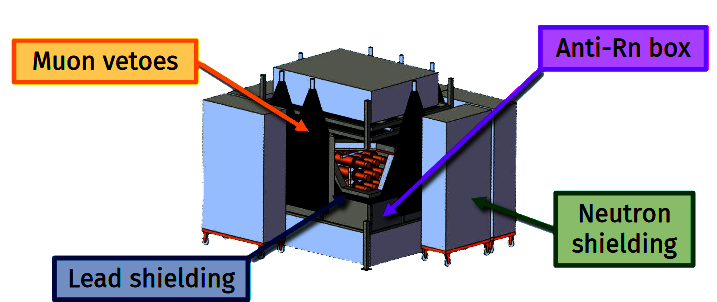 Muon vetoes
Anti-Rn box
Neutron
shielding
Lead shielding